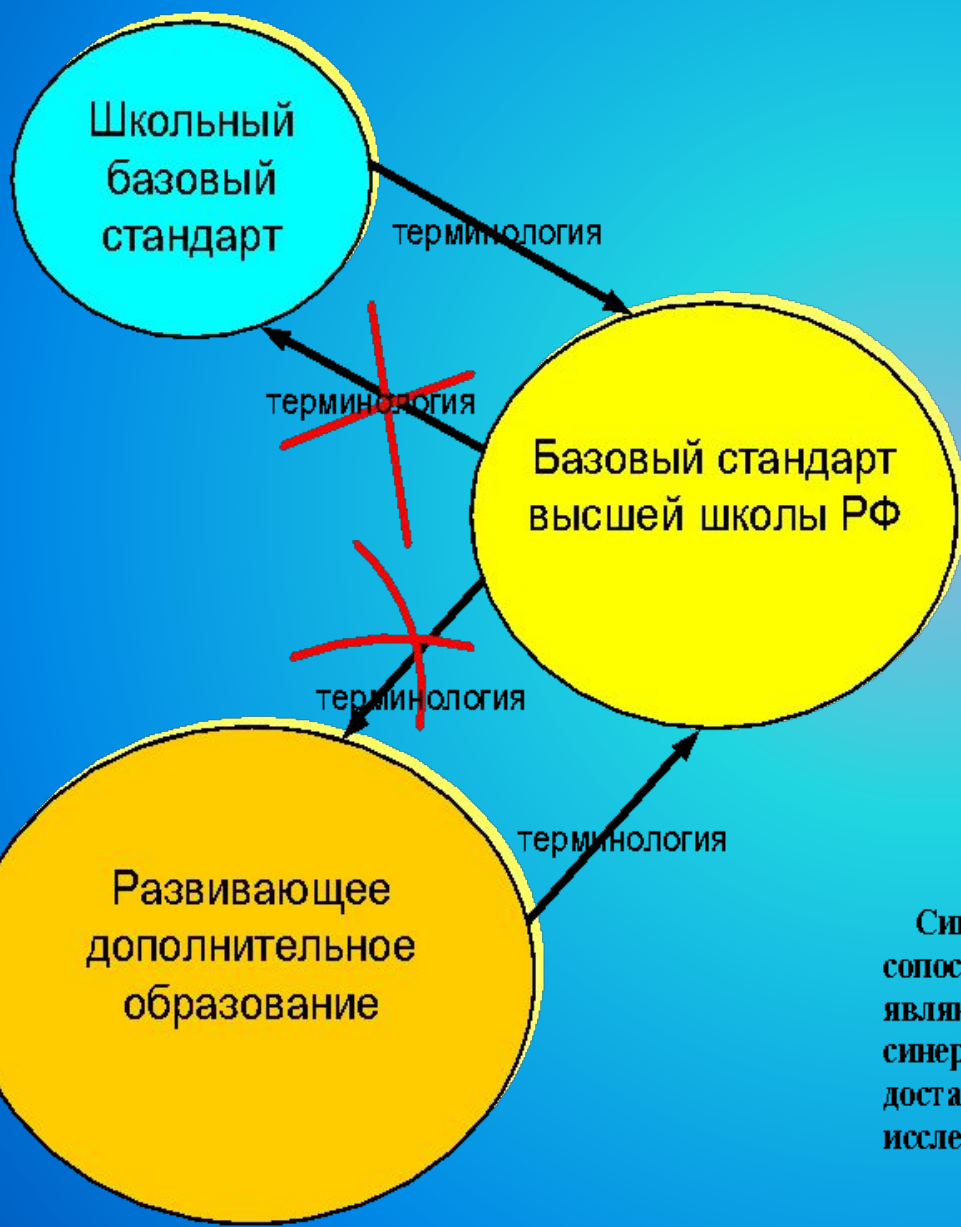 Школьный
базовый
стандарт
терминология
терминология
Базовый стандарт
высшей школы РФ
терминология
терминология
Развивающее
дополнительное
образование